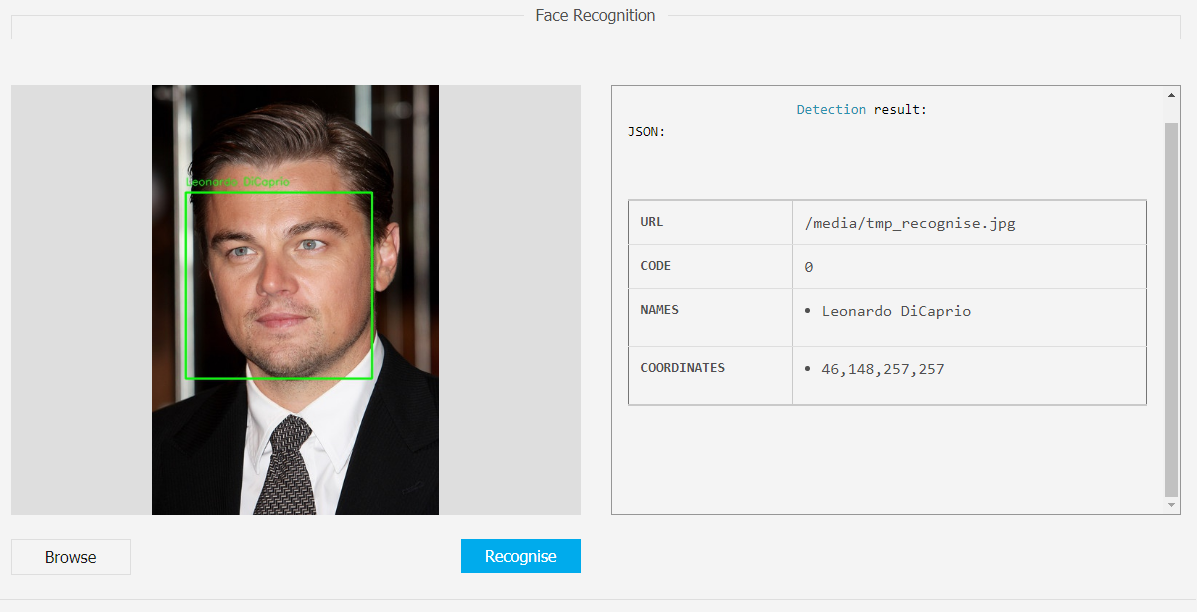 Face Recognition
Leonardo DiCaprio
Detection result:
JSON:
URL
/media/tmp_recognise.jpg
CODE
0
NAMES
• Leonardo DiCaprio
COORDINATES
• 46,148,257,257
Browse
Recognise